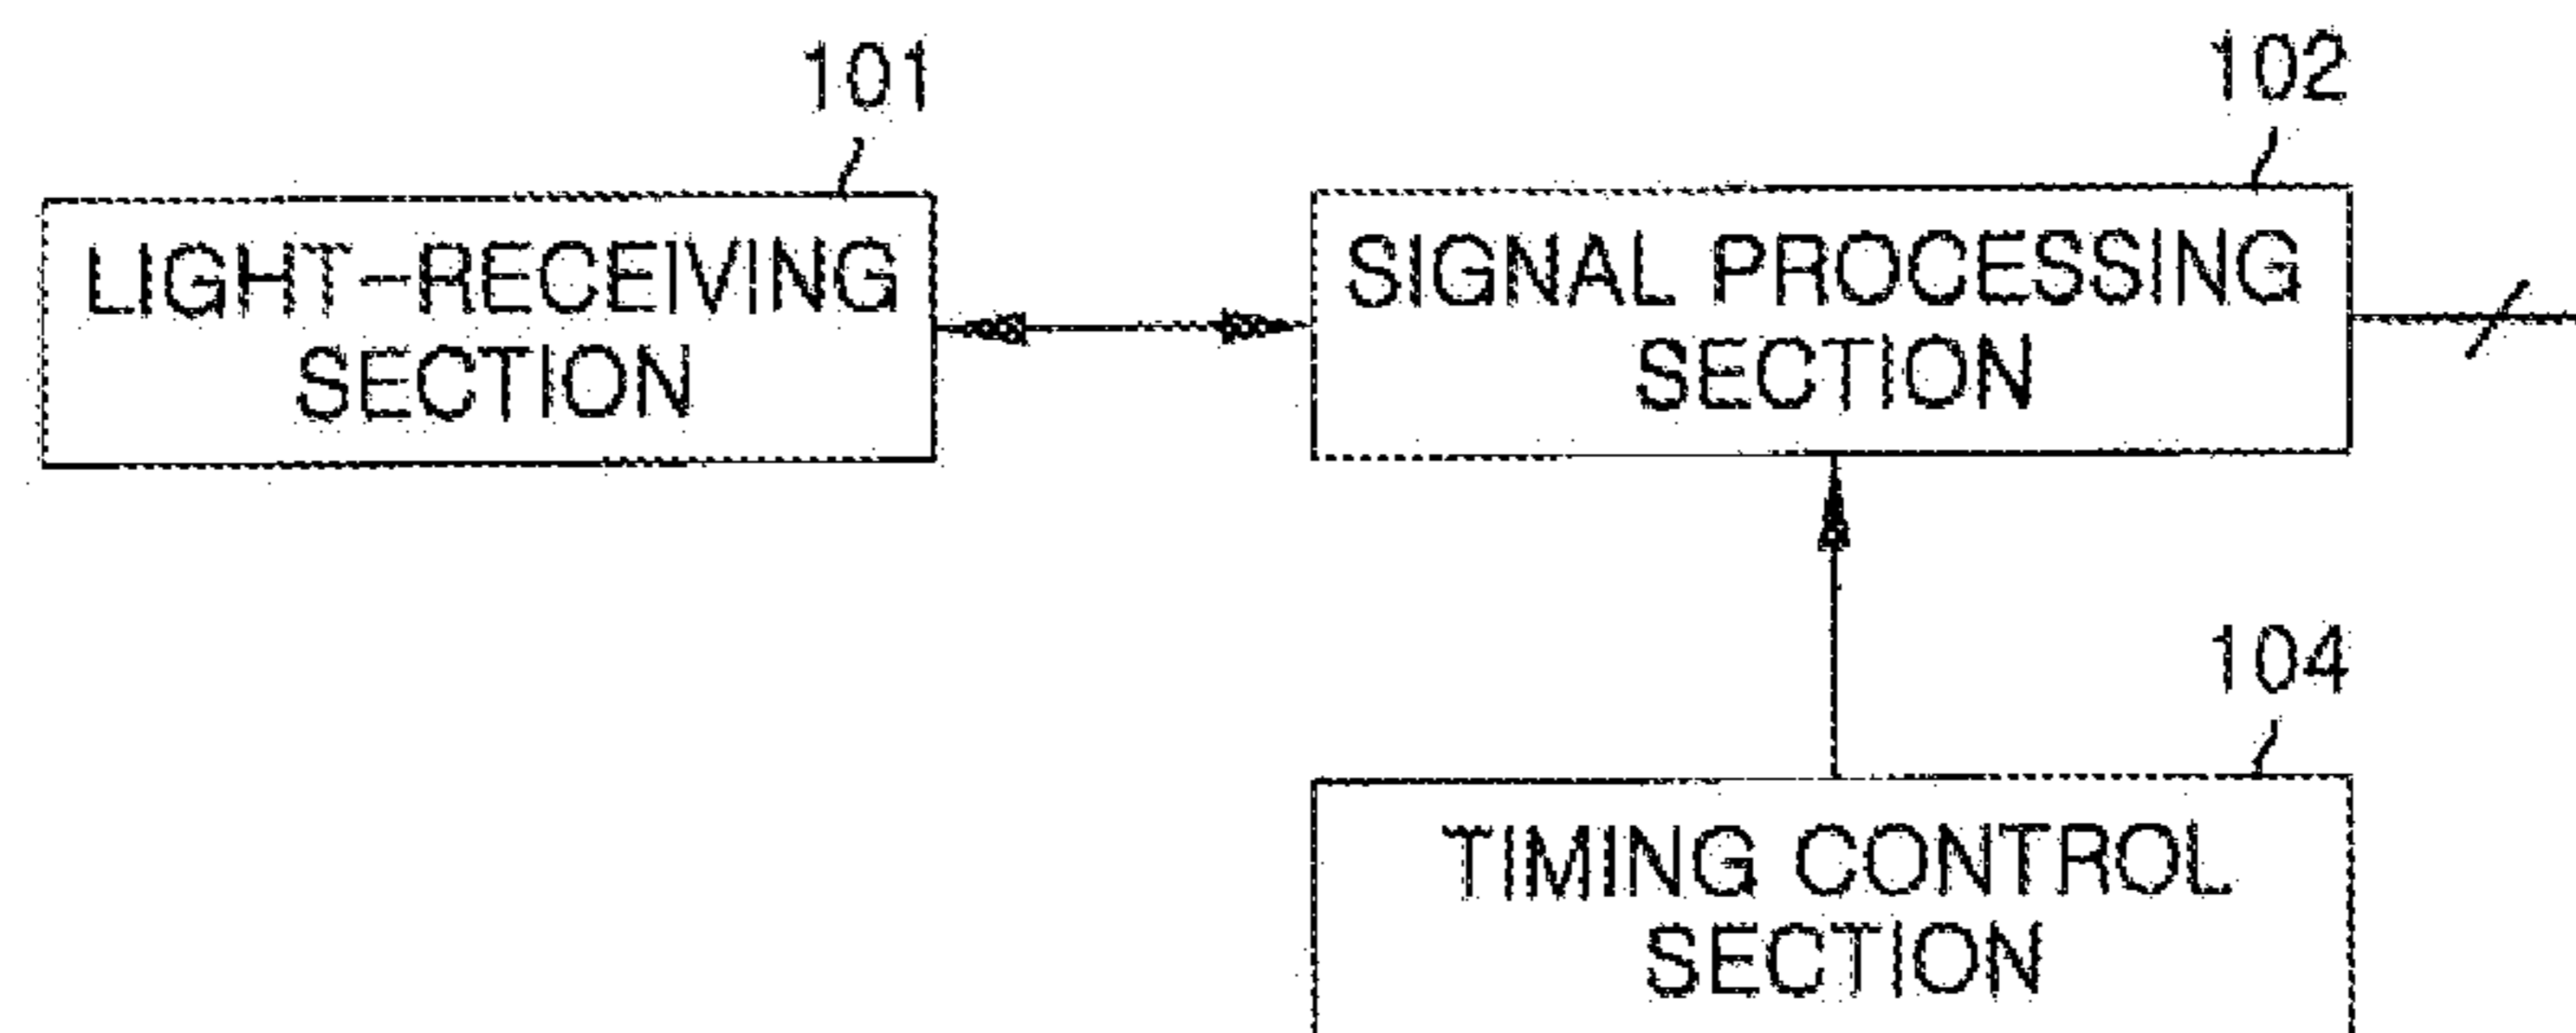 101
102
LIGHT-RECEIVING
SECTION
SIGNAL PROCESSING
SECTION
104
TIMING CONTROL
SECTION